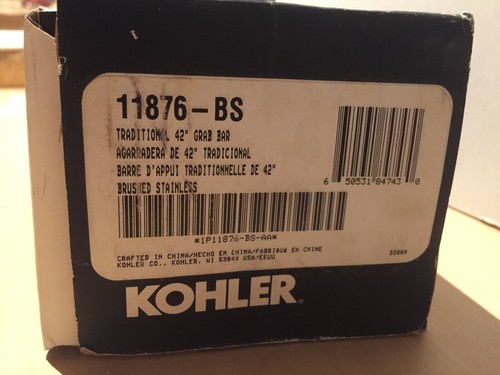 11876-BS
TRADITIONAL 42" GRAB BAR
AGARRADERA DE 42" TRADICIONAL
BARRE D'APPUI TRADITIONNELLE DE 42"
BRUSHED STAINLESS
6 50531 84743 0
*1P11876-BS-AA*
CRAFTED IN CHINA/HECHO EN CHINA/FABRIQUÉ EN CHINE
KOHLER CO., KOHLER, WI 53044 USA/EEUU
D2009
KOHLER®